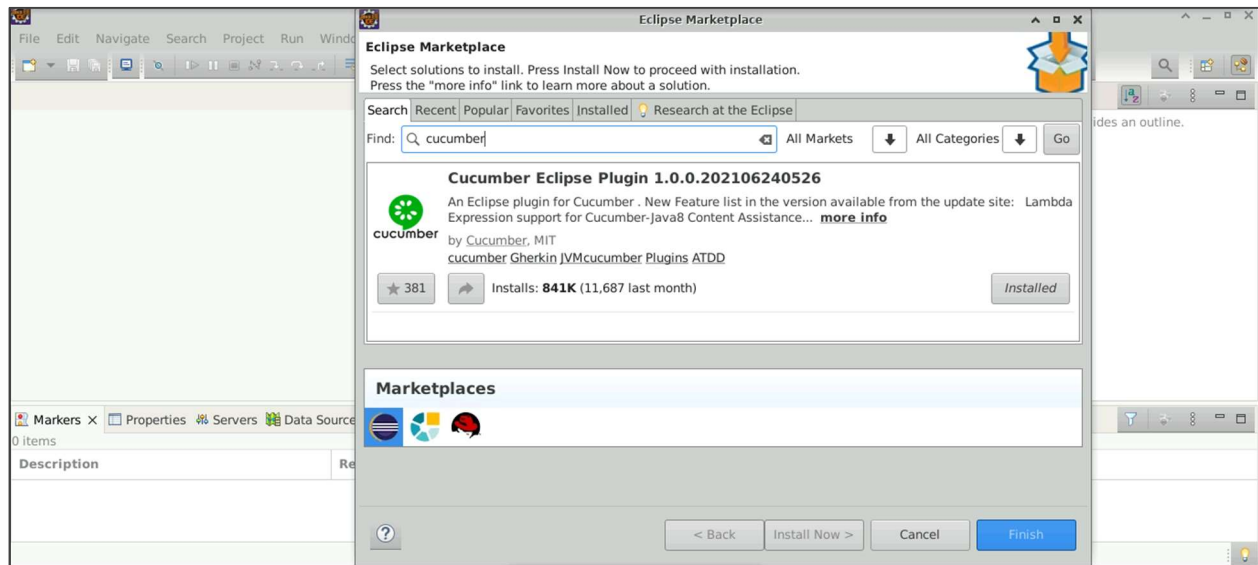 Eclipse Marketplace
File Edit Navigate Search Project Run
Eclipse Marketplace
Select solutions to install. Press Install Now to proceed with installation.
Press the "more info" link to learn more about a solution.
Search Recent Popular Favorites Installed Research at the Eclipse
ides an outline.
Find: cucumber All Markets All Categories Go
Cucumber Eclipse Plugin 1.0.0.202106240526
An Eclipse plugin for Cucumber . New Feature list in the version available from the update site: Lambda
Expression support for Cucumber-Java8 Content Assistance... more info
cucumber
by Cucumber, MIT
cucumber Gherkin JVMcucumber Plugins ATDD
381 Installs: 841K (11,687 last month) Installed
Marketplaces
Markers Properties Servers Data Source
0 items
Description Re
? < Back Install Now > Cancel Finish